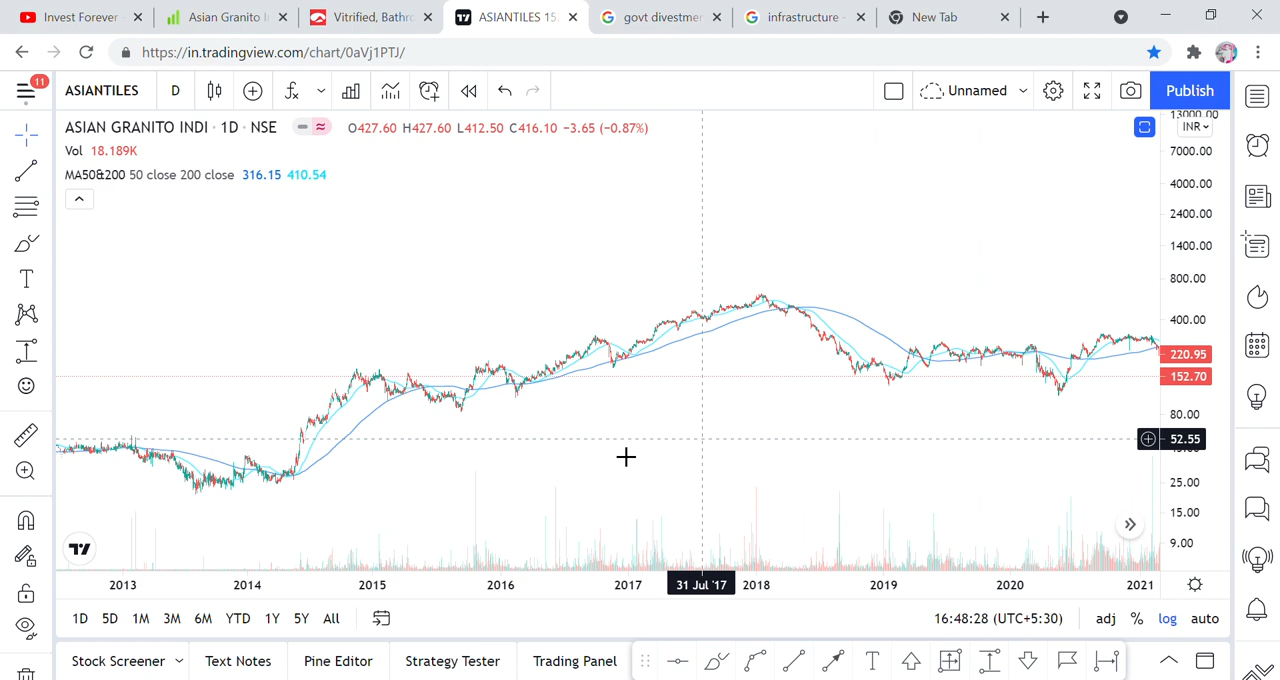 Invest Forever
Asian Granito I
Vitrified, Bathr
ASIANTILES 15.
govt divestmer
infrastructure -
New Tab
https://in.tradingview.com/chart/0aVj1PTJ/
11
ASIANTILES
D
Unnamed
Publish
ASIAN GRANITO INDI · 1D · NSE
O427.60 H427.60 L412.50 C416.10 −3.65 (−0.87%)
INR
Vol 18.189K
MA50&200 50 close 200 close 316.15 410.54
13000.00
7000.00
4000.00
2400.00
1400.00
800.00
400.00
220.95
152.70
80.00
52.55
25.00
15.00
9.00
2013 2014 2015 2016 2017 31 Jul '17 2018 2019 2020 2021
1D 5D 1M 3M 6M YTD 1Y 5Y All
16:48:28 (UTC+5:30)
adj % log auto
Stock Screener
Text Notes
Pine Editor
Strategy Tester
Trading Panel